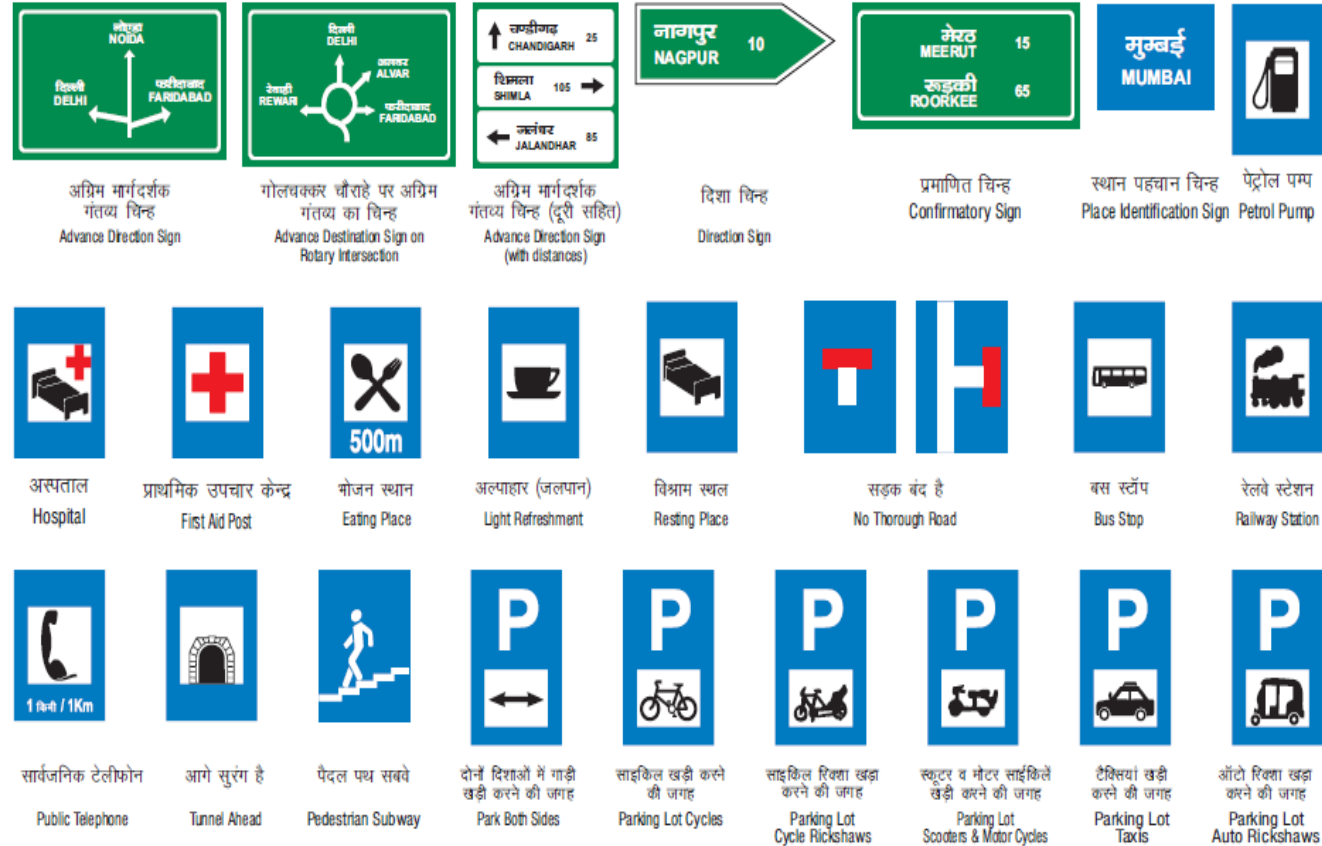 नोएडा
NOIDA
दिल्ली
DELHI
फरीदाबाद
FARIDABAD
अग्रिम मार्गदर्शक
गंतव्य चिन्ह
Advance Direction Sign
दिल्ली
DELHI
अलवर
ALVAR
रेवाड़ी
REWARI
फरीदाबाद
FARIDABAD
गोलचक्कर चौराहे पर अग्रिम
गंतव्य का चिन्ह
Advance Destination Sign on
Rotary Intersection
चण्डीगढ़
CHANDIGARH 25
शिमला
SHIMLA 105
जलंधर
JALANDHAR 85
अग्रिम मार्गदर्शक
गंतव्य चिन्ह (दूरी सहित)
Advance Direction Sign
(with distances)
नागपुर
NAGPUR 10
दिशा चिन्ह
Direction Sign
मेरठ
MEERUT 15
रूड़की
ROORKEE 65
प्रमाणित चिन्ह
Confirmatory Sign
मुम्बई
MUMBAI
स्थान पहचान चिन्ह
Place Identification Sign
पेट्रोल पम्प
Petrol Pump
अस्पताल
Hospital
प्राथमिक उपचार केन्द्र
First Aid Post
500m
भोजन स्थान
Eating Place
अल्पाहार (जलपान)
Light Refreshment
विश्राम स्थल
Resting Place
सड़क बंद है
No Thorough Road
बस स्टॉप
Bus Stop
रेलवे स्टेशन
Railway Station
1 किमी / 1Km
सार्वजनिक टेलीफोन
Public Telephone
आगे सुरंग है
Tunnel Ahead
पैदल पथ सबवे
Pedestrian Subway
P
दोनों दिशाओं में गाड़ी
खड़ी करने की जगह
Park Both Sides
P
साइकिल खड़ी करने
की जगह
Parking Lot Cycles
P
साइकिल रिक्शा खड़ा
करने की जगह
Parking Lot
Cycle Rickshaws
P
स्कूटर व मोटर साईकिलें
खड़ी करने की जगह
Parking Lot
Scooters & Motor Cycles
P
टैक्सियां खड़ी
करने की जगह
Parking Lot
Taxis
P
ऑटो रिक्शा खड़ा
करने की जगह
Parking Lot
Auto Rickshaws